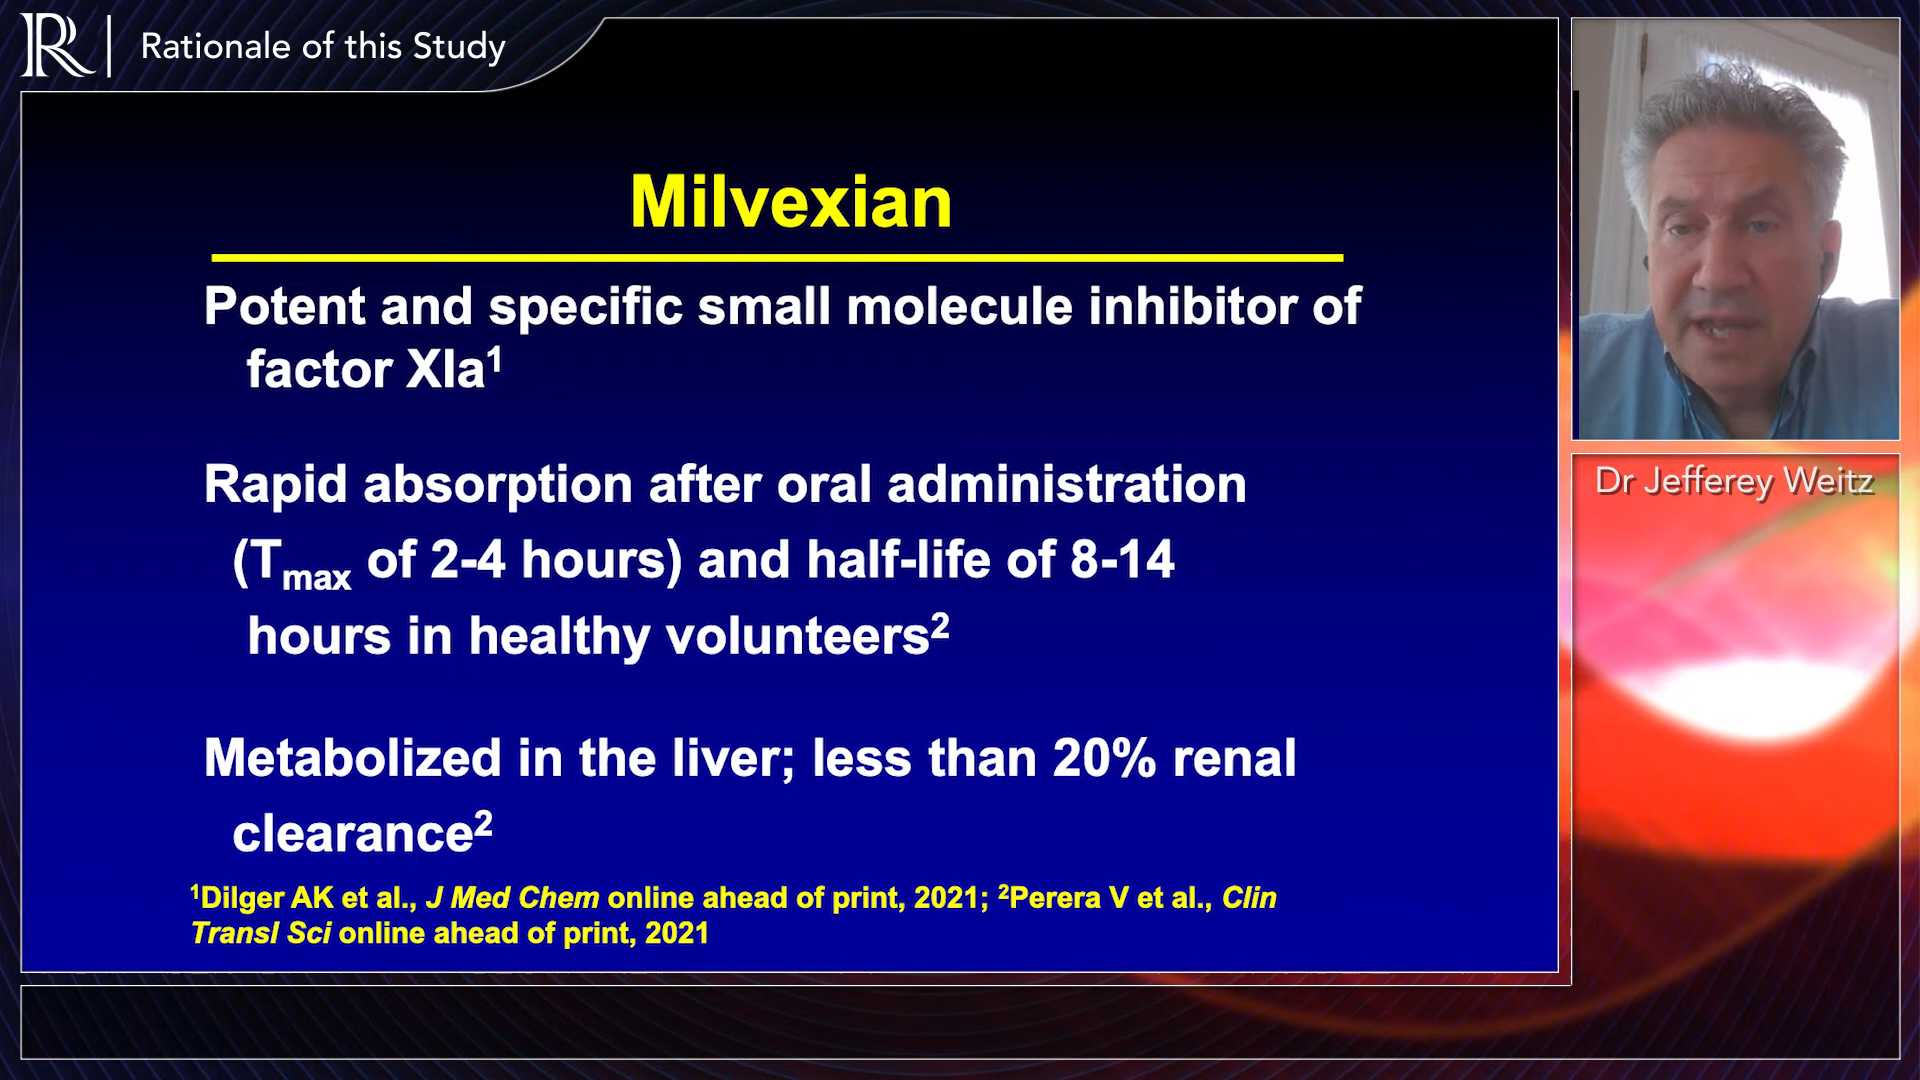 R
Rationale of this Study
Milvexian
Potent and specific small molecule inhibitor of
factor XIa¹
Rapid absorption after oral administration
(Tmax of 2-4 hours) and half-life of 8-14
hours in healthy volunteers²
Metabolized in the liver; less than 20% renal
clearance²
¹Dilger AK et al., J Med Chem online ahead of print, 2021; ²Perera V et al., Clin
Transl Sci online ahead of print, 2021
Dr Jefferey Weitz